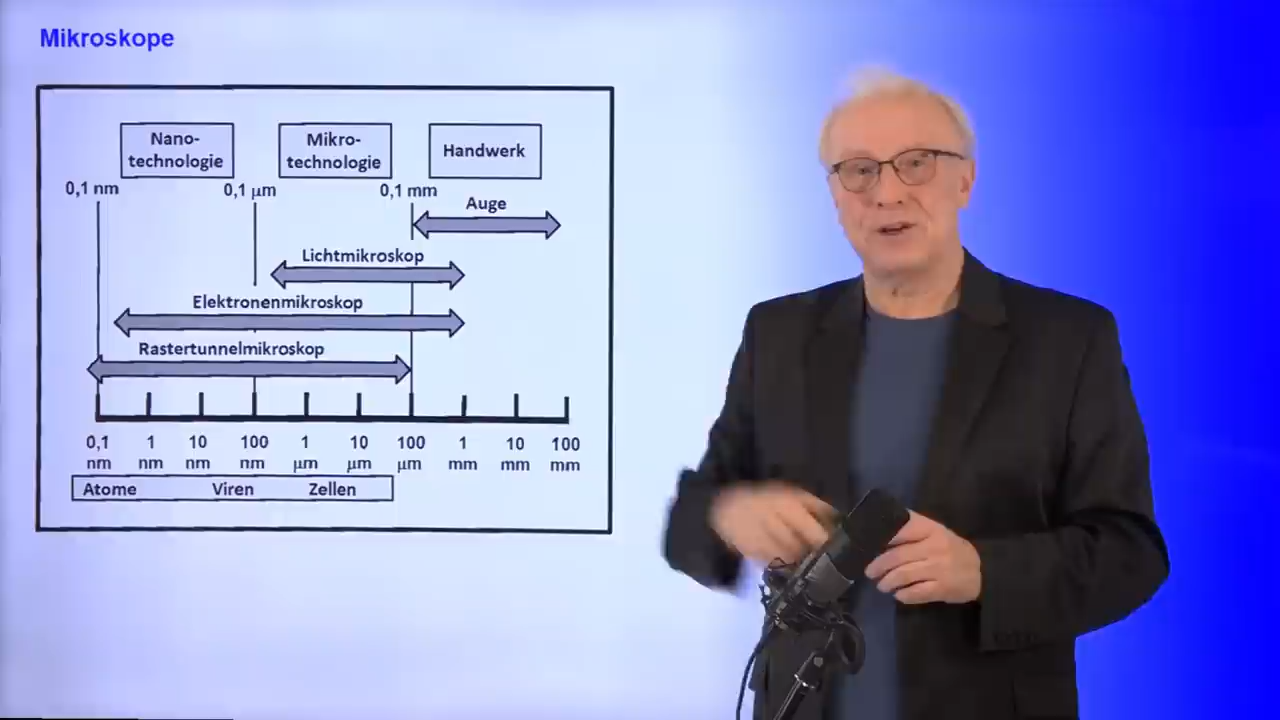 Mikroskope
Nano-
technologie
Mikro-
technologie
Handwerk
0,1 nm
0,1 µm
0,1 mm
Auge
Lichtmikroskop
Elektronenmikroskop
Rastertunnelmikroskop
0,1 1 10 100 1 10 100 1 10 100
nm nm nm nm µm µm µm mm mm mm
Atome Viren Zellen